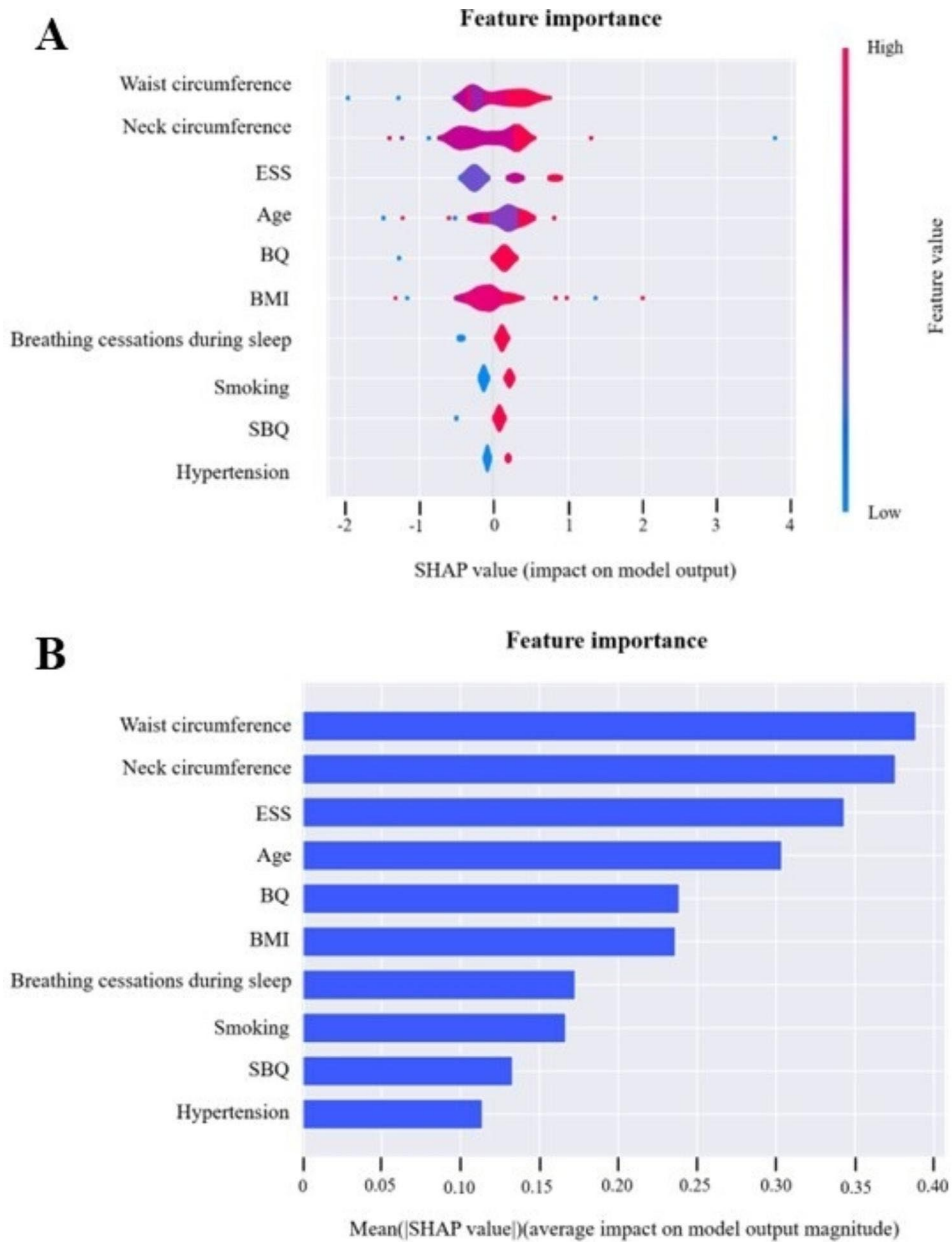 A
Feature importance
High
Waist circumference
Neck circumference
ESS
Age
BQ
BMI
Breathing cessations during sleep
Smoking
SBQ
Hypertension
Feature value
Low
-2 -1 0 1 2 3 4
SHAP value (impact on model output)
B
Feature importance
Waist circumference
Neck circumference
ESS
Age
BQ
BMI
Breathing cessations during sleep
Smoking
SBQ
Hypertension
0 0.05 0.10 0.15 0.20 0.25 0.30 0.35 0.40
Mean(|SHAP value|)(average impact on model output magnitude)